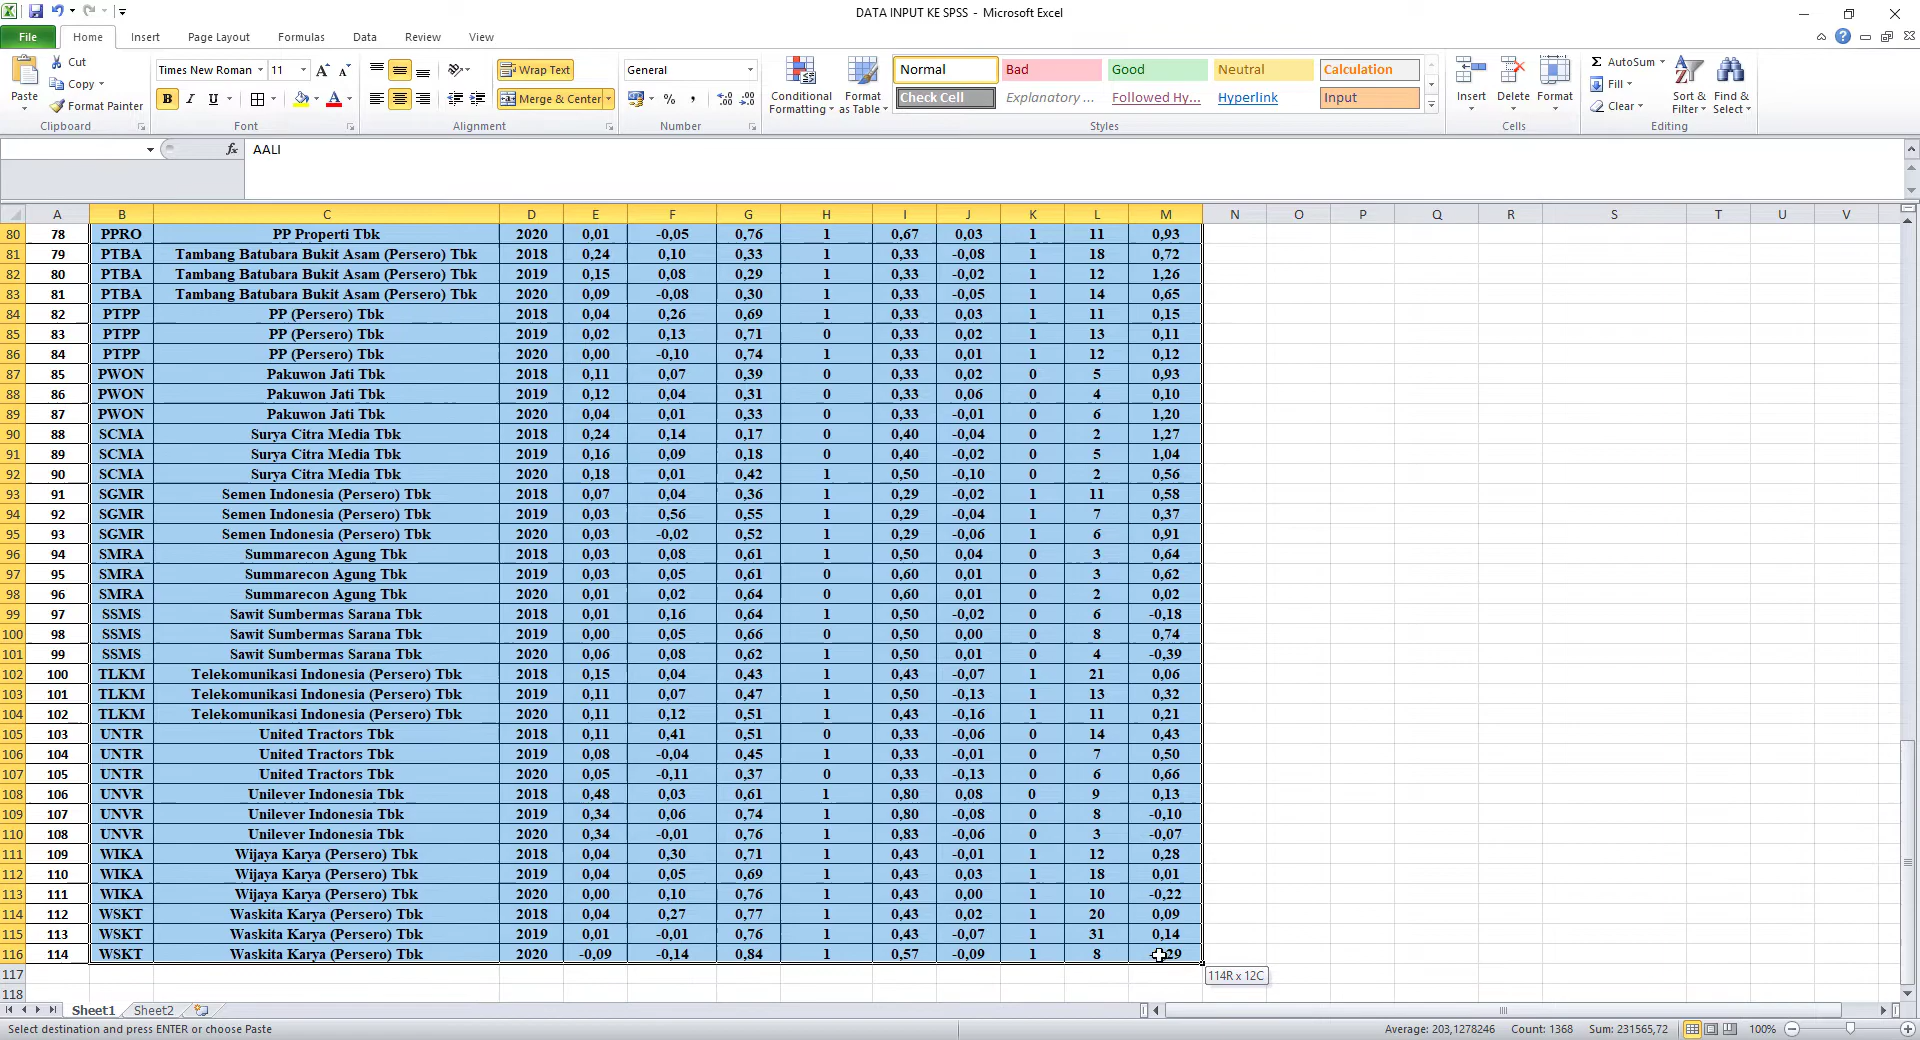 DATA INPUT KE SPSS - Microsoft Excel
File Home Insert Page Layout Formulas Data Review View
Paste Cut Copy Format Painter Clipboard
Times New Roman 11 B I U Font
Wrap Text Merge & Center Alignment
General % , Number
Conditional Formatting Format as Table
Normal Bad Good Neutral Calculation
Check Cell Explanatory ... Followed Hy... Hyperlink Input
Styles
Insert Delete Format Cells
AutoSum Fill Clear Sort & Filter Find & Select Editing
fx AALI
A B C D E F G H I J K L M N O P Q R S T U V
80 78 PPRO PP Properti Tbk 2020 0,01 -0,05 0,76 1 0,67 0,03 1 11 0,93
81 79 PTBA Tambang Batubara Bukit Asam (Persero) Tbk 2018 0,24 0,10 0,33 1 0,33 -0,08 1 18 0,72
82 80 PTBA Tambang Batubara Bukit Asam (Persero) Tbk 2019 0,15 0,08 0,29 1 0,33 -0,02 1 12 1,26
83 81 PTBA Tambang Batubara Bukit Asam (Persero) Tbk 2020 0,09 -0,08 0,30 1 0,33 -0,05 1 14 0,65
84 82 PTPP PP (Persero) Tbk 2018 0,04 0,26 0,69 1 0,33 0,03 1 11 0,15
85 83 PTPP PP (Persero) Tbk 2019 0,02 0,13 0,71 0 0,33 0,02 1 13 0,11
86 84 PTPP PP (Persero) Tbk 2020 0,00 -0,10 0,74 1 0,33 0,01 1 12 0,12
87 85 PWON Pakuwon Jati Tbk 2018 0,11 0,07 0,39 0 0,33 0,02 0 5 0,93
88 86 PWON Pakuwon Jati Tbk 2019 0,12 0,04 0,31 0 0,33 0,06 0 4 0,10
89 87 PWON Pakuwon Jati Tbk 2020 0,04 0,01 0,33 0 0,33 -0,01 0 6 1,20
90 88 SCMA Surya Citra Media Tbk 2018 0,24 0,14 0,17 0 0,40 -0,04 0 2 1,27
91 89 SCMA Surya Citra Media Tbk 2019 0,16 0,09 0,18 0 0,40 -0,02 0 5 1,04
92 90 SCMA Surya Citra Media Tbk 2020 0,18 0,01 0,42 1 0,50 -0,10 0 2 0,56
93 91 SGMR Semen Indonesia (Persero) Tbk 2018 0,07 0,04 0,36 1 0,29 -0,02 1 11 0,58
94 92 SGMR Semen Indonesia (Persero) Tbk 2019 0,03 0,56 0,55 1 0,29 -0,04 1 7 0,37
95 93 SGMR Semen Indonesia (Persero) Tbk 2020 0,03 -0,02 0,52 1 0,29 -0,06 1 6 0,91
96 94 SMRA Summarecon Agung Tbk 2018 0,03 0,08 0,61 1 0,50 0,04 0 3 0,64
97 95 SMRA Summarecon Agung Tbk 2019 0,03 0,05 0,61 0 0,60 0,01 0 3 0,62
98 96 SMRA Summarecon Agung Tbk 2020 0,01 0,02 0,64 0 0,60 0,01 0 2 0,02
99 97 SSMS Sawit Sumbermas Sarana Tbk 2018 0,01 0,16 0,64 1 0,50 -0,02 0 6 -0,18
100 98 SSMS Sawit Sumbermas Sarana Tbk 2019 0,00 0,05 0,66 0 0,50 0,00 0 8 0,74
101 99 SSMS Sawit Sumbermas Sarana Tbk 2020 0,06 0,08 0,62 1 0,50 0,01 0 4 -0,39
102 100 TLKM Telekomunikasi Indonesia (Persero) Tbk 2018 0,15 0,04 0,43 1 0,43 -0,07 1 21 0,06
103 101 TLKM Telekomunikasi Indonesia (Persero) Tbk 2019 0,11 0,07 0,47 1 0,50 -0,13 1 13 0,32
104 102 TLKM Telekomunikasi Indonesia (Persero) Tbk 2020 0,11 0,12 0,51 1 0,43 -0,16 1 11 0,21
105 103 UNTR United Tractors Tbk 2018 0,11 0,41 0,51 0 0,33 -0,06 0 14 0,43
106 104 UNTR United Tractors Tbk 2019 0,08 -0,04 0,45 1 0,33 -0,01 0 7 0,50
107 105 UNTR United Tractors Tbk 2020 0,05 -0,11 0,37 0 0,33 -0,13 0 6 0,66
108 106 UNVR Unilever Indonesia Tbk 2018 0,48 0,03 0,61 1 0,80 0,08 0 9 0,13
109 107 UNVR Unilever Indonesia Tbk 2019 0,34 0,06 0,74 1 0,80 -0,08 0 8 -0,10
110 108 UNVR Unilever Indonesia Tbk 2020 0,34 -0,01 0,76 1 0,83 -0,06 0 3 -0,07
111 109 WIKA Wijaya Karya (Persero) Tbk 2018 0,04 0,30 0,71 1 0,43 -0,01 1 12 0,28
112 110 WIKA Wijaya Karya (Persero) Tbk 2019 0,04 0,05 0,69 1 0,43 0,03 1 18 0,01
113 111 WIKA Wijaya Karya (Persero) Tbk 2020 0,00 0,10 0,76 1 0,43 0,00 1 10 -0,22
114 112 WSKT Waskita Karya (Persero) Tbk 2018 0,04 0,27 0,77 1 0,43 0,02 1 20 0,09
115 113 WSKT Waskita Karya (Persero) Tbk 2019 0,01 -0,01 0,76 1 0,43 -0,07 1 31 0,14
116 114 WSKT Waskita Karya (Persero) Tbk 2020 -0,09 -0,14 0,84 1 0,57 -0,09 1 8
117 114R x 12C
118
Sheet1 Sheet2
Select destination and press ENTER or choose Paste Average: 203,1278246 Count: 1368 Sum: 231565,72 100%